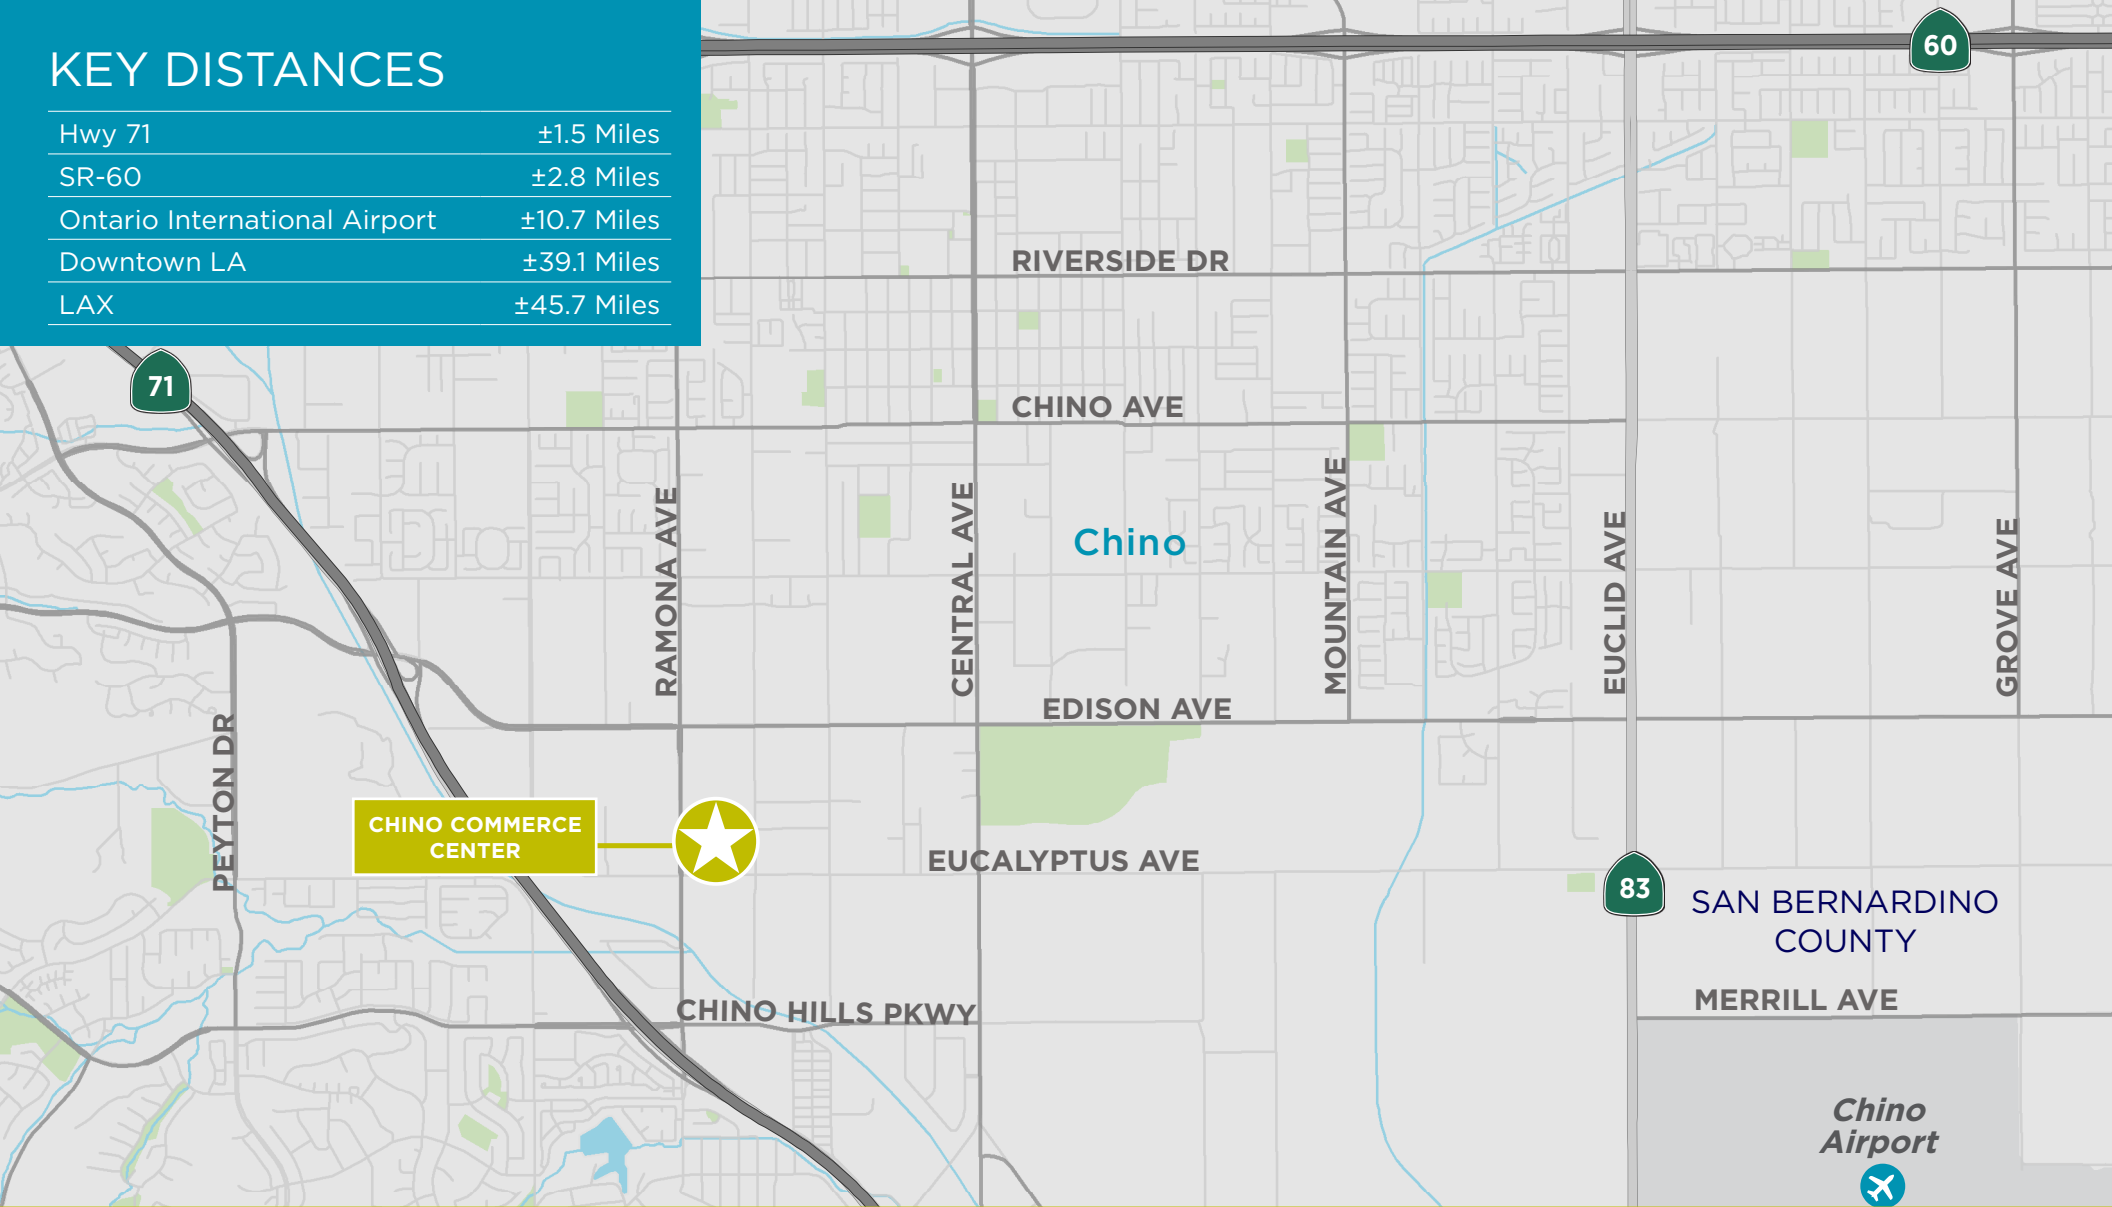 KEY DISTANCES
Hwy 71 ±1.5 Miles
SR-60 ±2.8 Miles
Ontario International Airport ±10.7 Miles
Downtown LA ±39.1 Miles
LAX ±45.7 Miles
60
RIVERSIDE DR
71
CHINO AVE
RAMONA AVE
CENTRAL AVE
Chino
MOUNTAIN AVE
EUCLID AVE
GROVE AVE
EDISON AVE
PEYTON DR
CHINO COMMERCE
CENTER
EUCALYPTUS AVE
83
SAN BERNARDINO
COUNTY
CHINO HILLS PKWY
MERRILL AVE
Chino
Airport